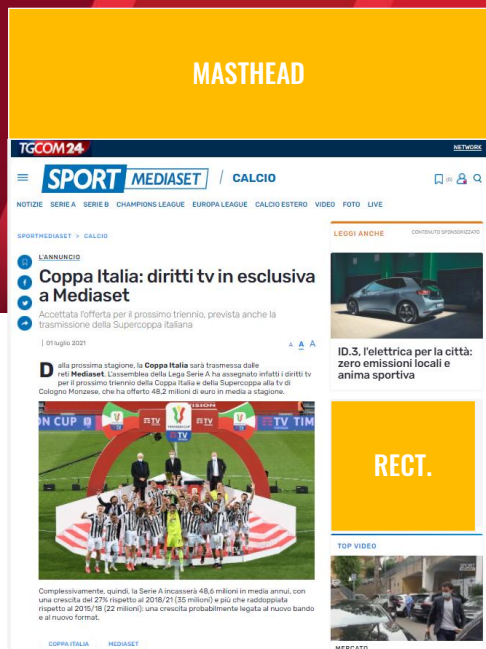 MASTHEAD
TGCOM24
NETWORK
SPORT MEDIASET / CALCIO
NOTIZIE SERIE A SERIE B CHAMPIONS LEAGUE EUROPA LEAGUE CALCIO ESTERO VIDEO FOTO LIVE
SPORTMEDIASET > CALCIO
L'ANNUNCIO
Coppa Italia: diritti tv in esclusiva
a Mediaset
Accettata l'offerta per il prossimo triennio, prevista anche la
trasmissione della Supercoppa italiana
| 01 luglio 2021
A A A
Dalla prossima stagione, la Coppa Italia sarà trasmessa dalle
reti Mediaset. L'assemblea della Lega Serie A ha assegnato infatti i diritti tv
per il prossimo triennio della Coppa Italia e della Supercoppa alla tv di
Cologno Monzese, che ha offerto 48,2 milioni di euro in media a stagione.
ON CUP
TV
TV
TV TIM
Complessivamente, quindi, la Serie A incasserà 48,6 milioni in media annui, con
una crescita del 27% rispetto al 2018/21 (35 milioni) e più che raddoppiata
rispetto al 2015/18 (22 milioni): una crescita probabilmente legata al nuovo bando
e al nuovo format.
COPPA ITALIA MEDIASET
LEGGI ANCHE
CONTENUTO SPONSORIZZATO
ID.3, l'elettrica per la città:
zero emissioni locali e
anima sportiva
RECT.
TOP VIDEO
SPORT
MERCATO